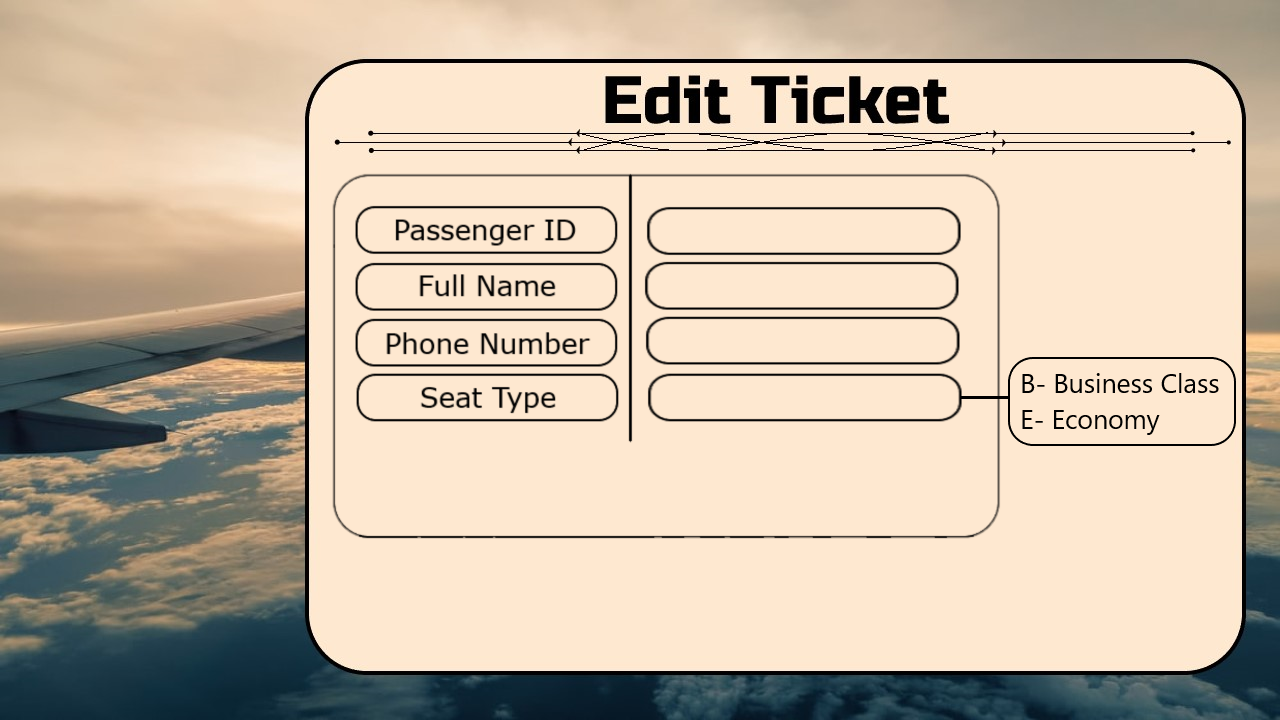 Edit Ticket
Passenger ID
Full Name
Phone Number
Seat Type
B- Business Class
E- Economy